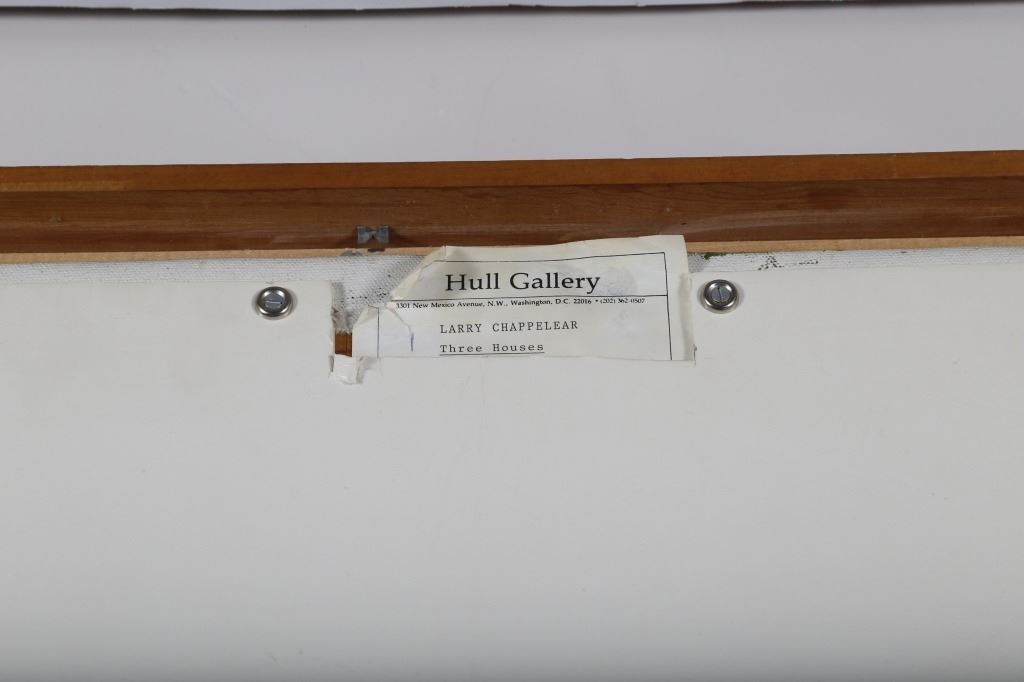 Hull Gallery
3301 New Mexico Avenue, N.W., Washington, D.C. 22016 • (202) 362-0507
LARRY CHAPPELEAR
Three Houses